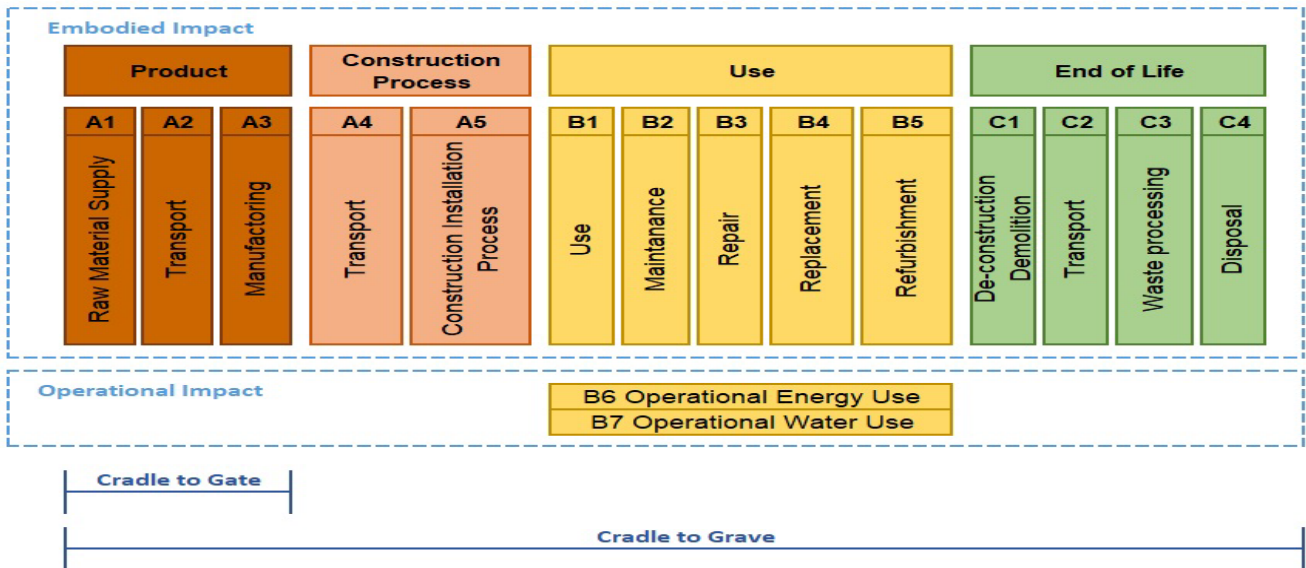 Embodied Impact
Product
Construction
Process
Use
End of Life
A1
A2
A3
A4
A5
B1
B2
B3
B4
B5
C1
C2
C3
C4
Raw Material Supply
Transport
Manufactoring
Transport
Construction Installation
Process
Use
Maintanance
Repair
Replacement
Refurbishment
De-construction
Demolition
Transport
Waste processing
Disposal
Operational Impact
B6 Operational Energy Use
B7 Operational Water Use
Cradle to Gate
Cradle to Grave